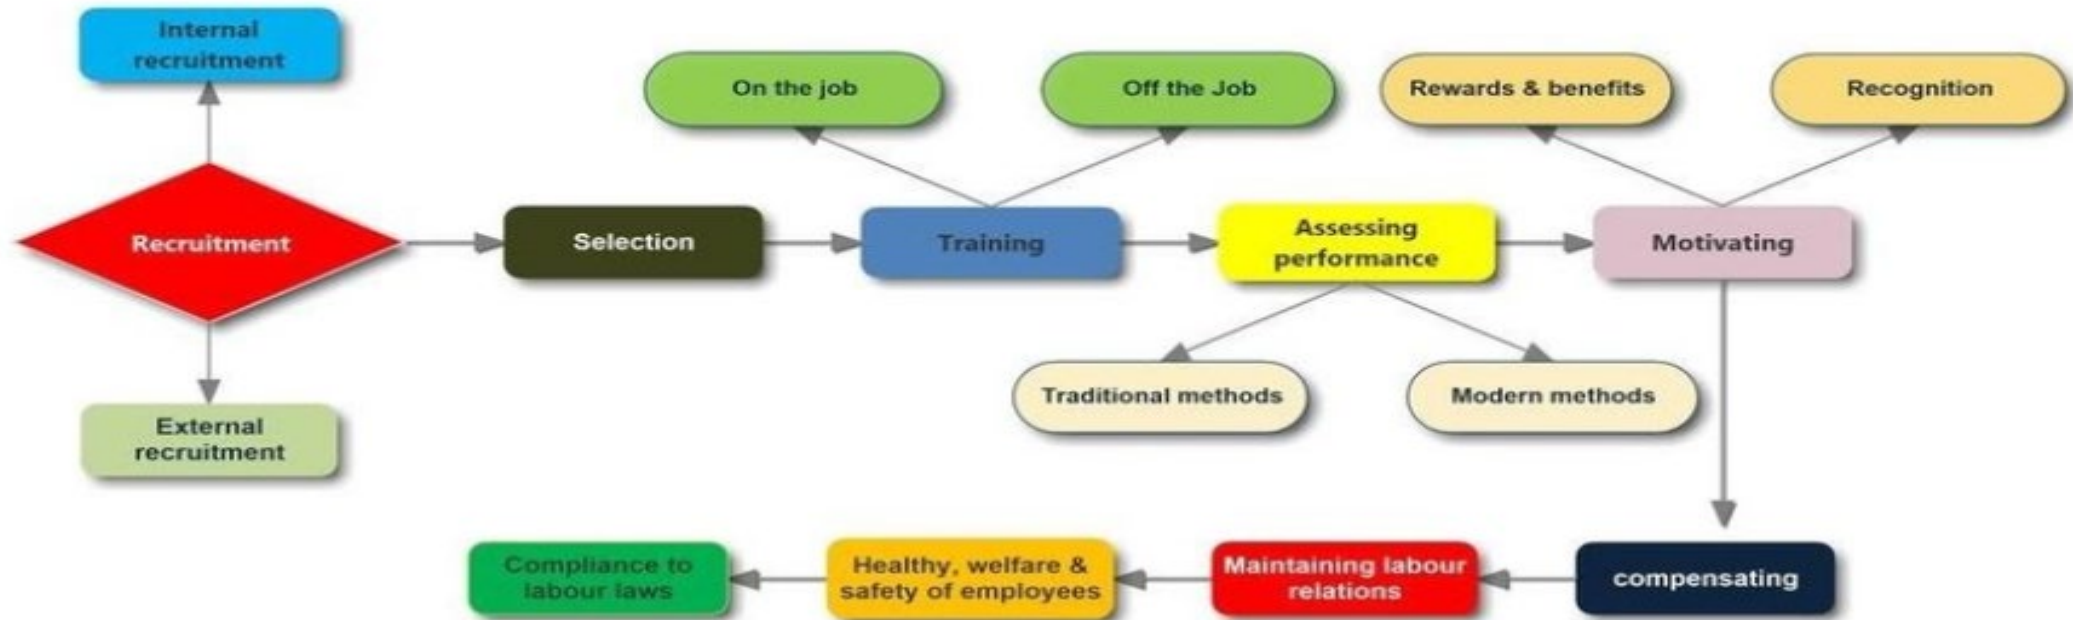 Internal
recruitment
On the job
Off the Job
Rewards & benefits
Recognition
Recruitment
Selection
Training
Assessing
performance
Motivating
Traditional methods
Modern methods
External
recruitment
Compliance to
labour laws
Healthy, welfare &
safety of employees
Maintaining labour
relations
compensating